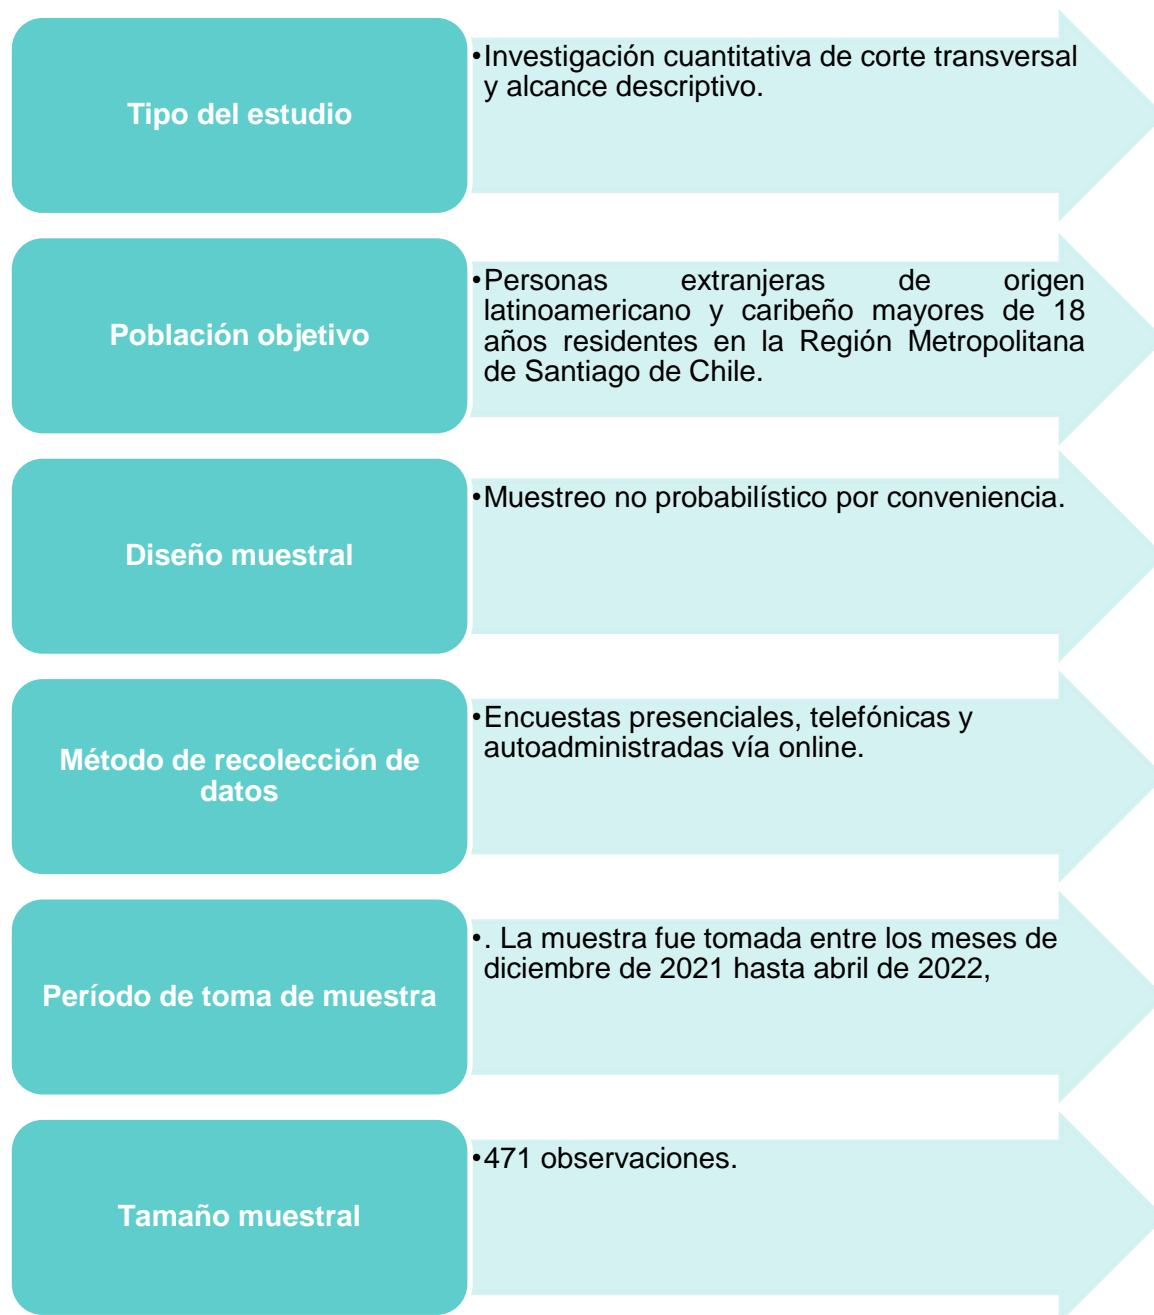 Tipo del estudio
•Investigación cuantitativa de corte transversal
y alcance descriptivo.
Población objetivo
•Personas extranjeras de origen
latinoamericano y caribeño mayores de 18
años residentes en la Región Metropolitana
de Santiago de Chile.
Diseño muestral
•Muestreo no probabilístico por conveniencia.
Método de recolección de
datos
•Encuestas presenciales, telefónicas y
autoadministradas vía online.
Período de toma de muestra
•. La muestra fue tomada entre los meses de
diciembre de 2021 hasta abril de 2022,
Tamaño muestral
•471 observaciones.